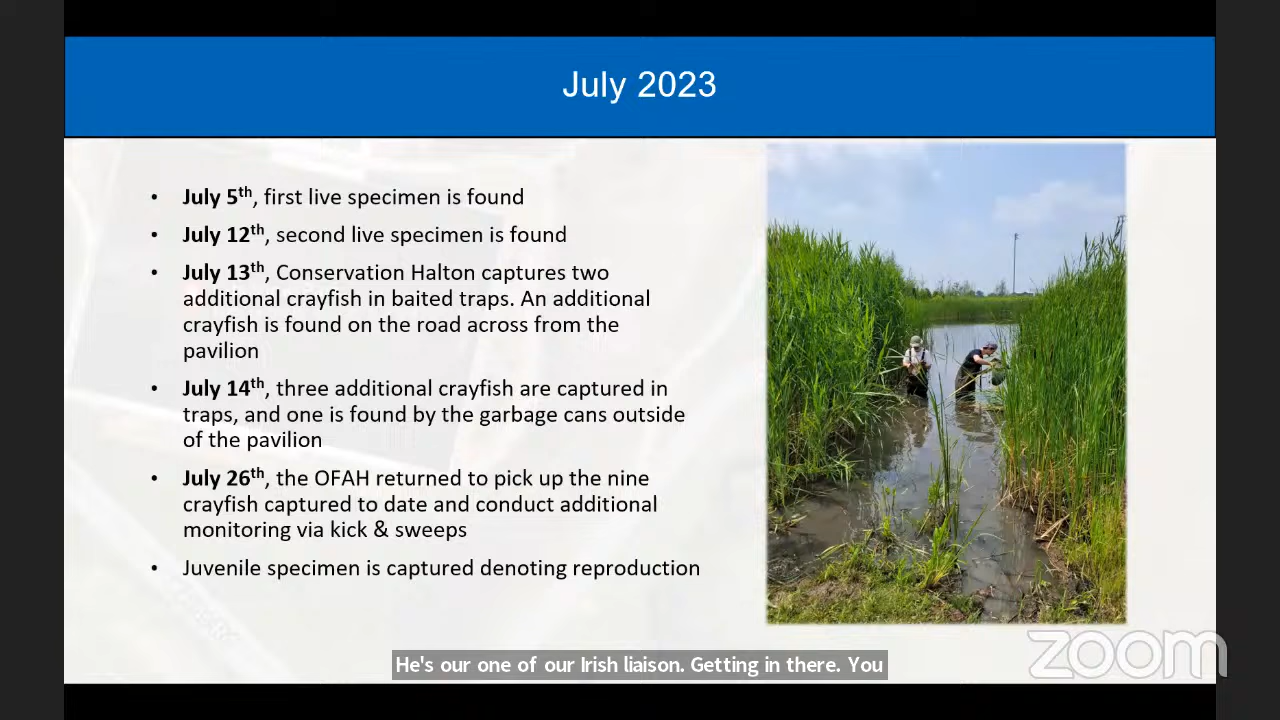 July 2023
• July 5th, first live specimen is found
• July 12th, second live specimen is found
• July 13th, Conservation Halton captures two
additional crayfish in baited traps. An additional
crayfish is found on the road across from the
pavilion
• July 14th, three additional crayfish are captured in
traps, and one is found by the garbage cans outside
of the pavilion
• July 26th, the OFAH returned to pick up the nine
crayfish captured to date and conduct additional
monitoring via kick & sweeps
• Juvenile specimen is captured denoting reproduction
He's our one of our Irish liaison. Getting in there. You
zoom